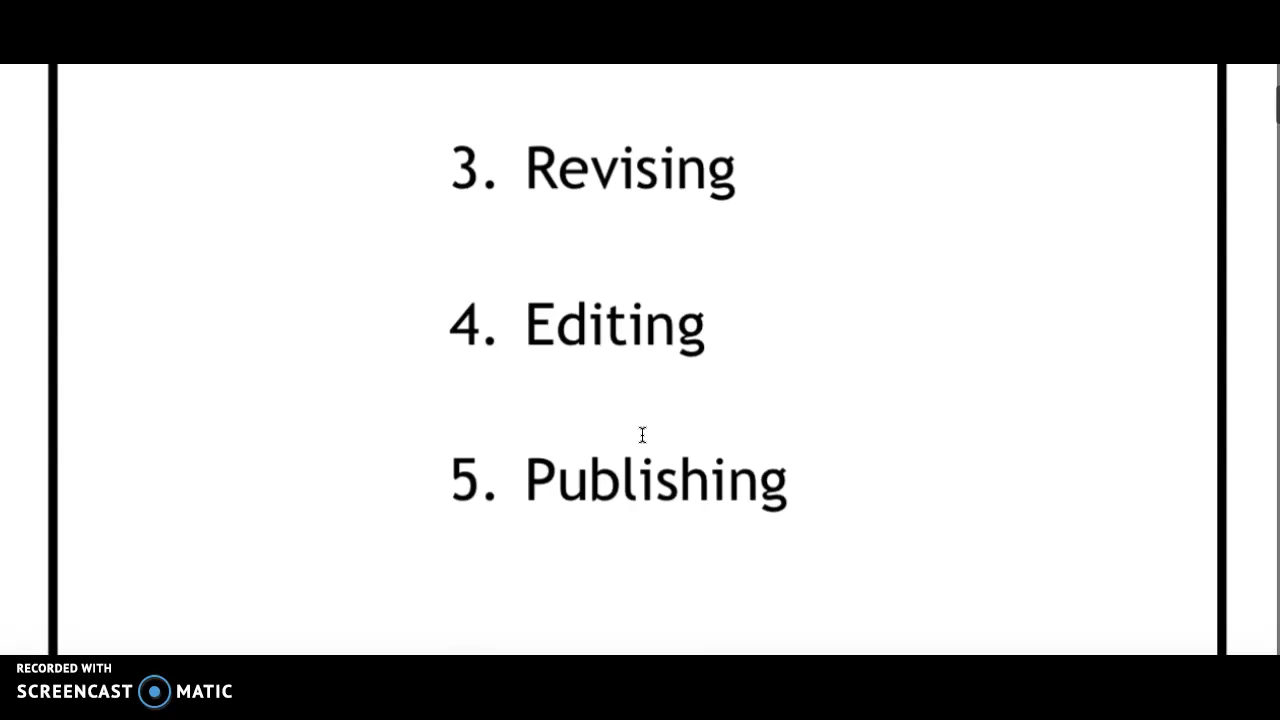 3. Revising
4. Editing
5. Publishing
RECORDED WITH
SCREENCAST MATIC